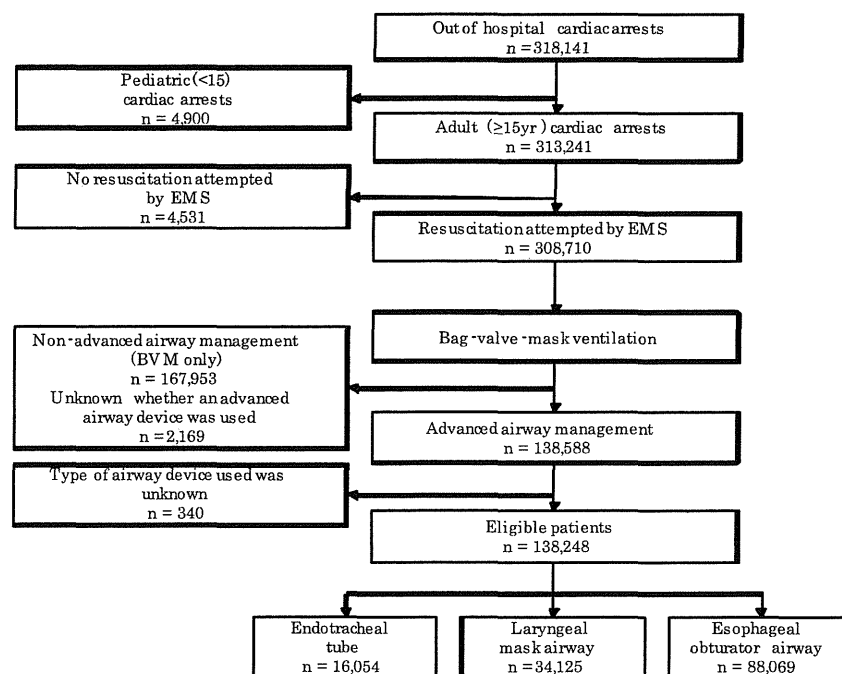 Out of hospital cardiac arrests
n = 318,141
Pediatric (<15)
cardiac arrests
n = 4,900
Adult (≥15yr) cardiac arrests
n = 313,241
No resuscitation attempted
by EMS
n = 4,531
Resuscitation attempted by EMS
n = 308,710
Bag-valve-mask ventilation
Non-advanced airway management
(BVM only)
n = 167,953
Unknown whether an advanced
airway device was used
n = 2,169
Advanced airway management
n = 138,588
Type of airway device used was
unknown
n = 340
Eligible patients
n = 138,248
Endotracheal
tube
n = 16,054
Laryngeal
mask airway
n = 34,125
Esophageal
obturator airway
n = 88,069